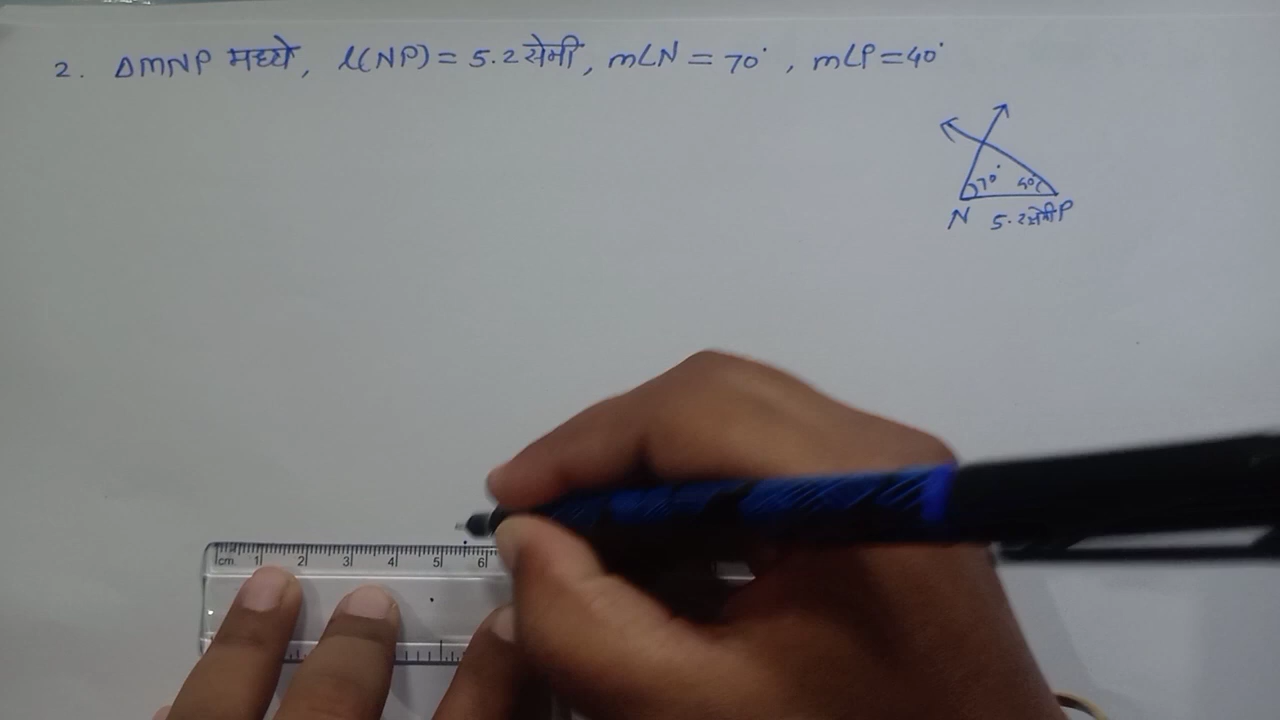 2. ΔMNP मध्ये, l(NP) = 5.2 सेमी, m∠N = 70°, m∠P = 40°
70° 40°
N 5.2 सेमी P
cm 1 2 3 4 5 6